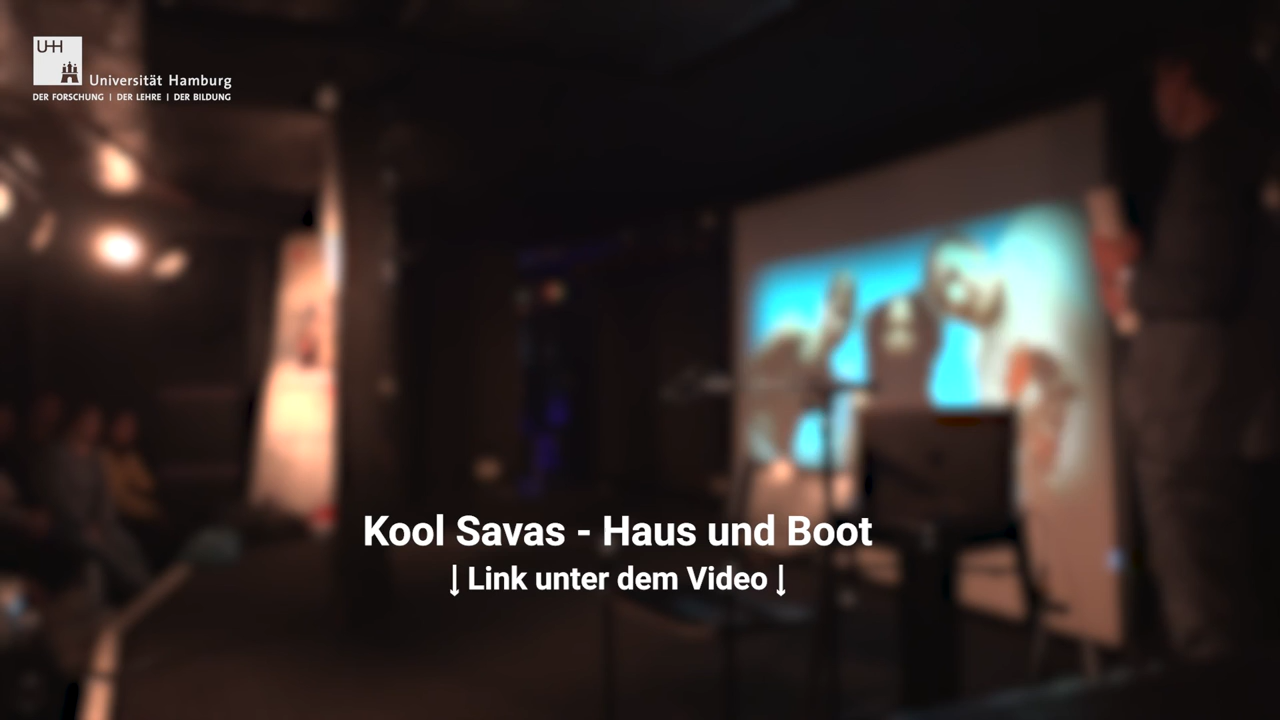 UHH
Universität Hamburg
DER FORSCHUNG | DER LEHRE | DER BILDUNG
Kool Savas - Haus und Boot
↓ Link unter dem Video ↓